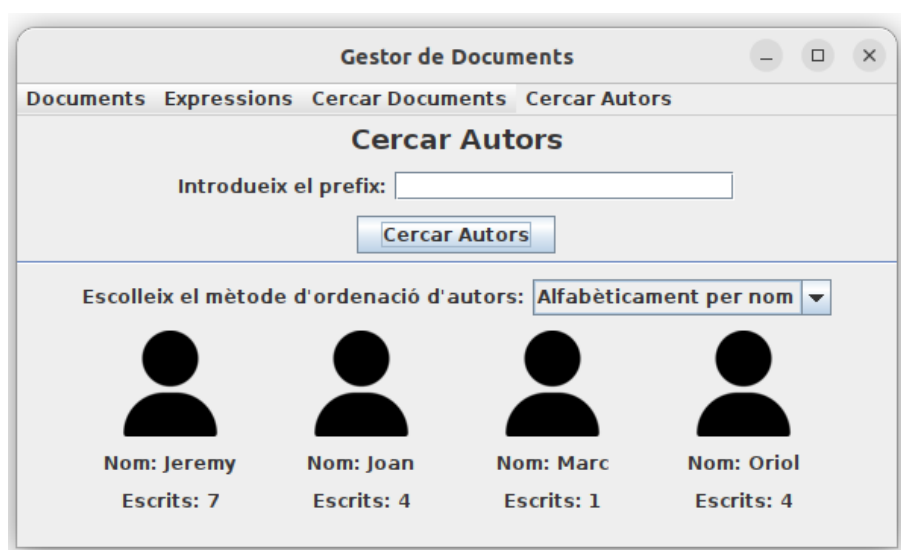 Gestor de Documents
Documents Expressions Cercar Documents Cercar Autors
Cercar Autors
Introdueix el prefix:
Cercar Autors
Escolleix el mètode d'ordenació d'autors: Alfabèticament per nom
Nom: Jeremy Nom: Joan Nom: Marc Nom: Oriol
Escrits: 7 Escrits: 4 Escrits: 1 Escrits: 4